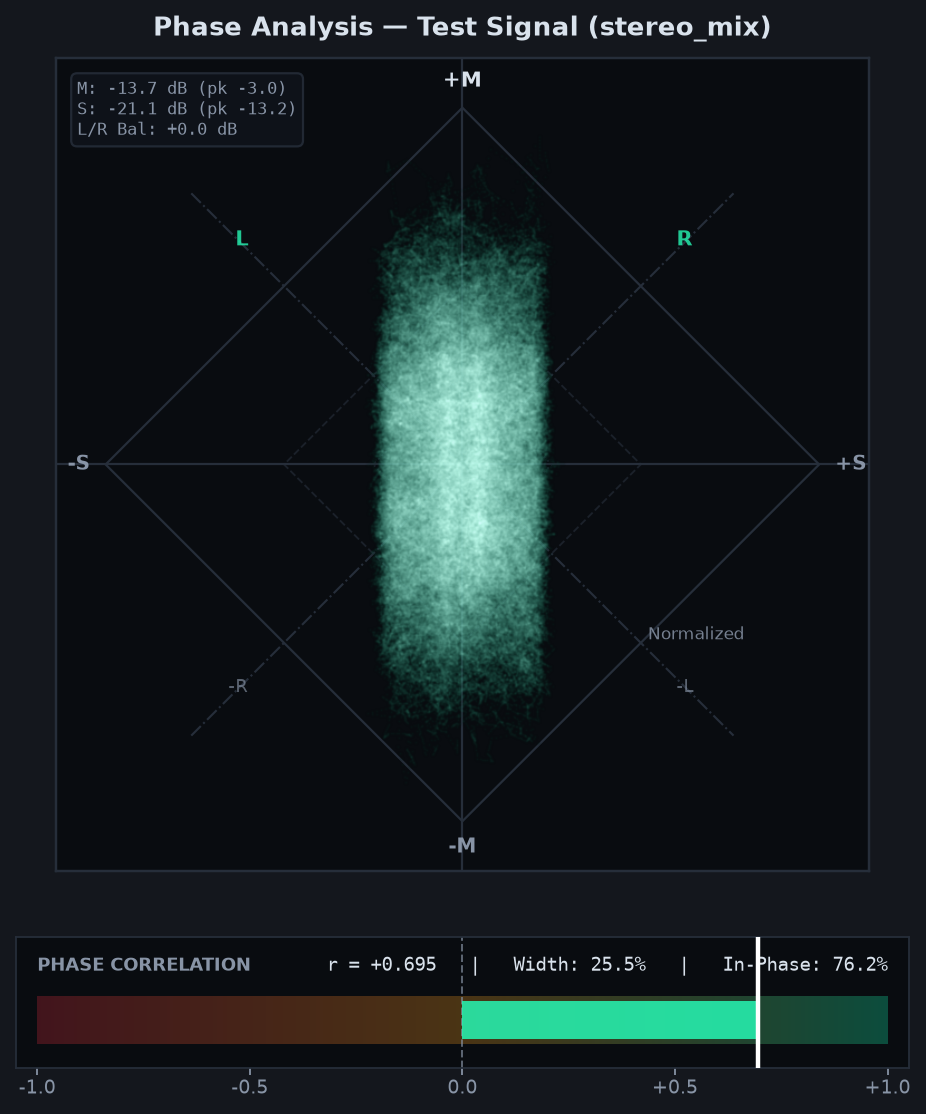 Phase Analysis — Test Signal (stereo_mix)
M: -13.7 dB (pk -3.0)
S: -21.1 dB (pk -13.2)
L/R Bal: +0.0 dB
+M
L
R
-S
+S
Normalized
-R
-L
-M
PHASE CORRELATION r = +0.695 | Width: 25.5% | In-Phase: 76.2%
-1.0 -0.5 0.0 +0.5 +1.0